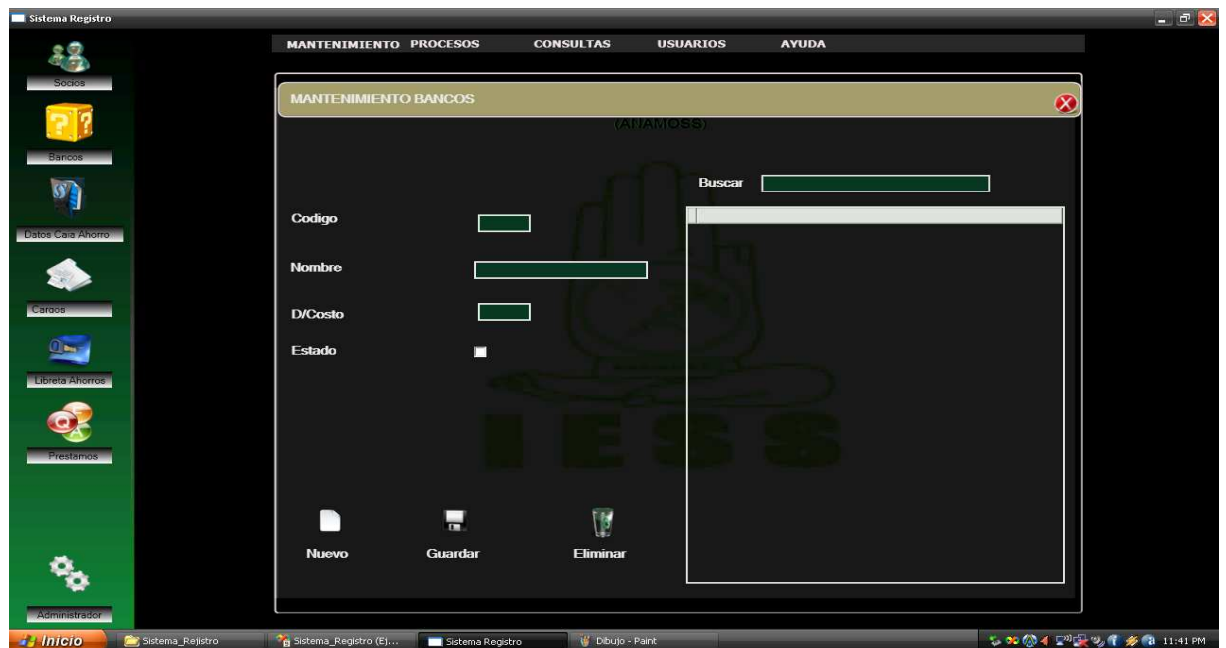 Sistema Registro
MANTENIMIENTO PROCESOS CONSULTAS USUARIOS AYUDA
Socios
Bancos
Datos Caja Ahorro
Cargos
Libreta Ahorros
Prestamos
Administrador
MANTENIMIENTO BANCOS
(ANAMOSS)
Buscar
Codigo
Nombre
D/Costo
Estado
IESS
Nuevo Guardar Eliminar
Inicio Sistema_Rejistro Sistema_Registro (Ej... Sistema Registro Dibujo - Paint 11:41 PM